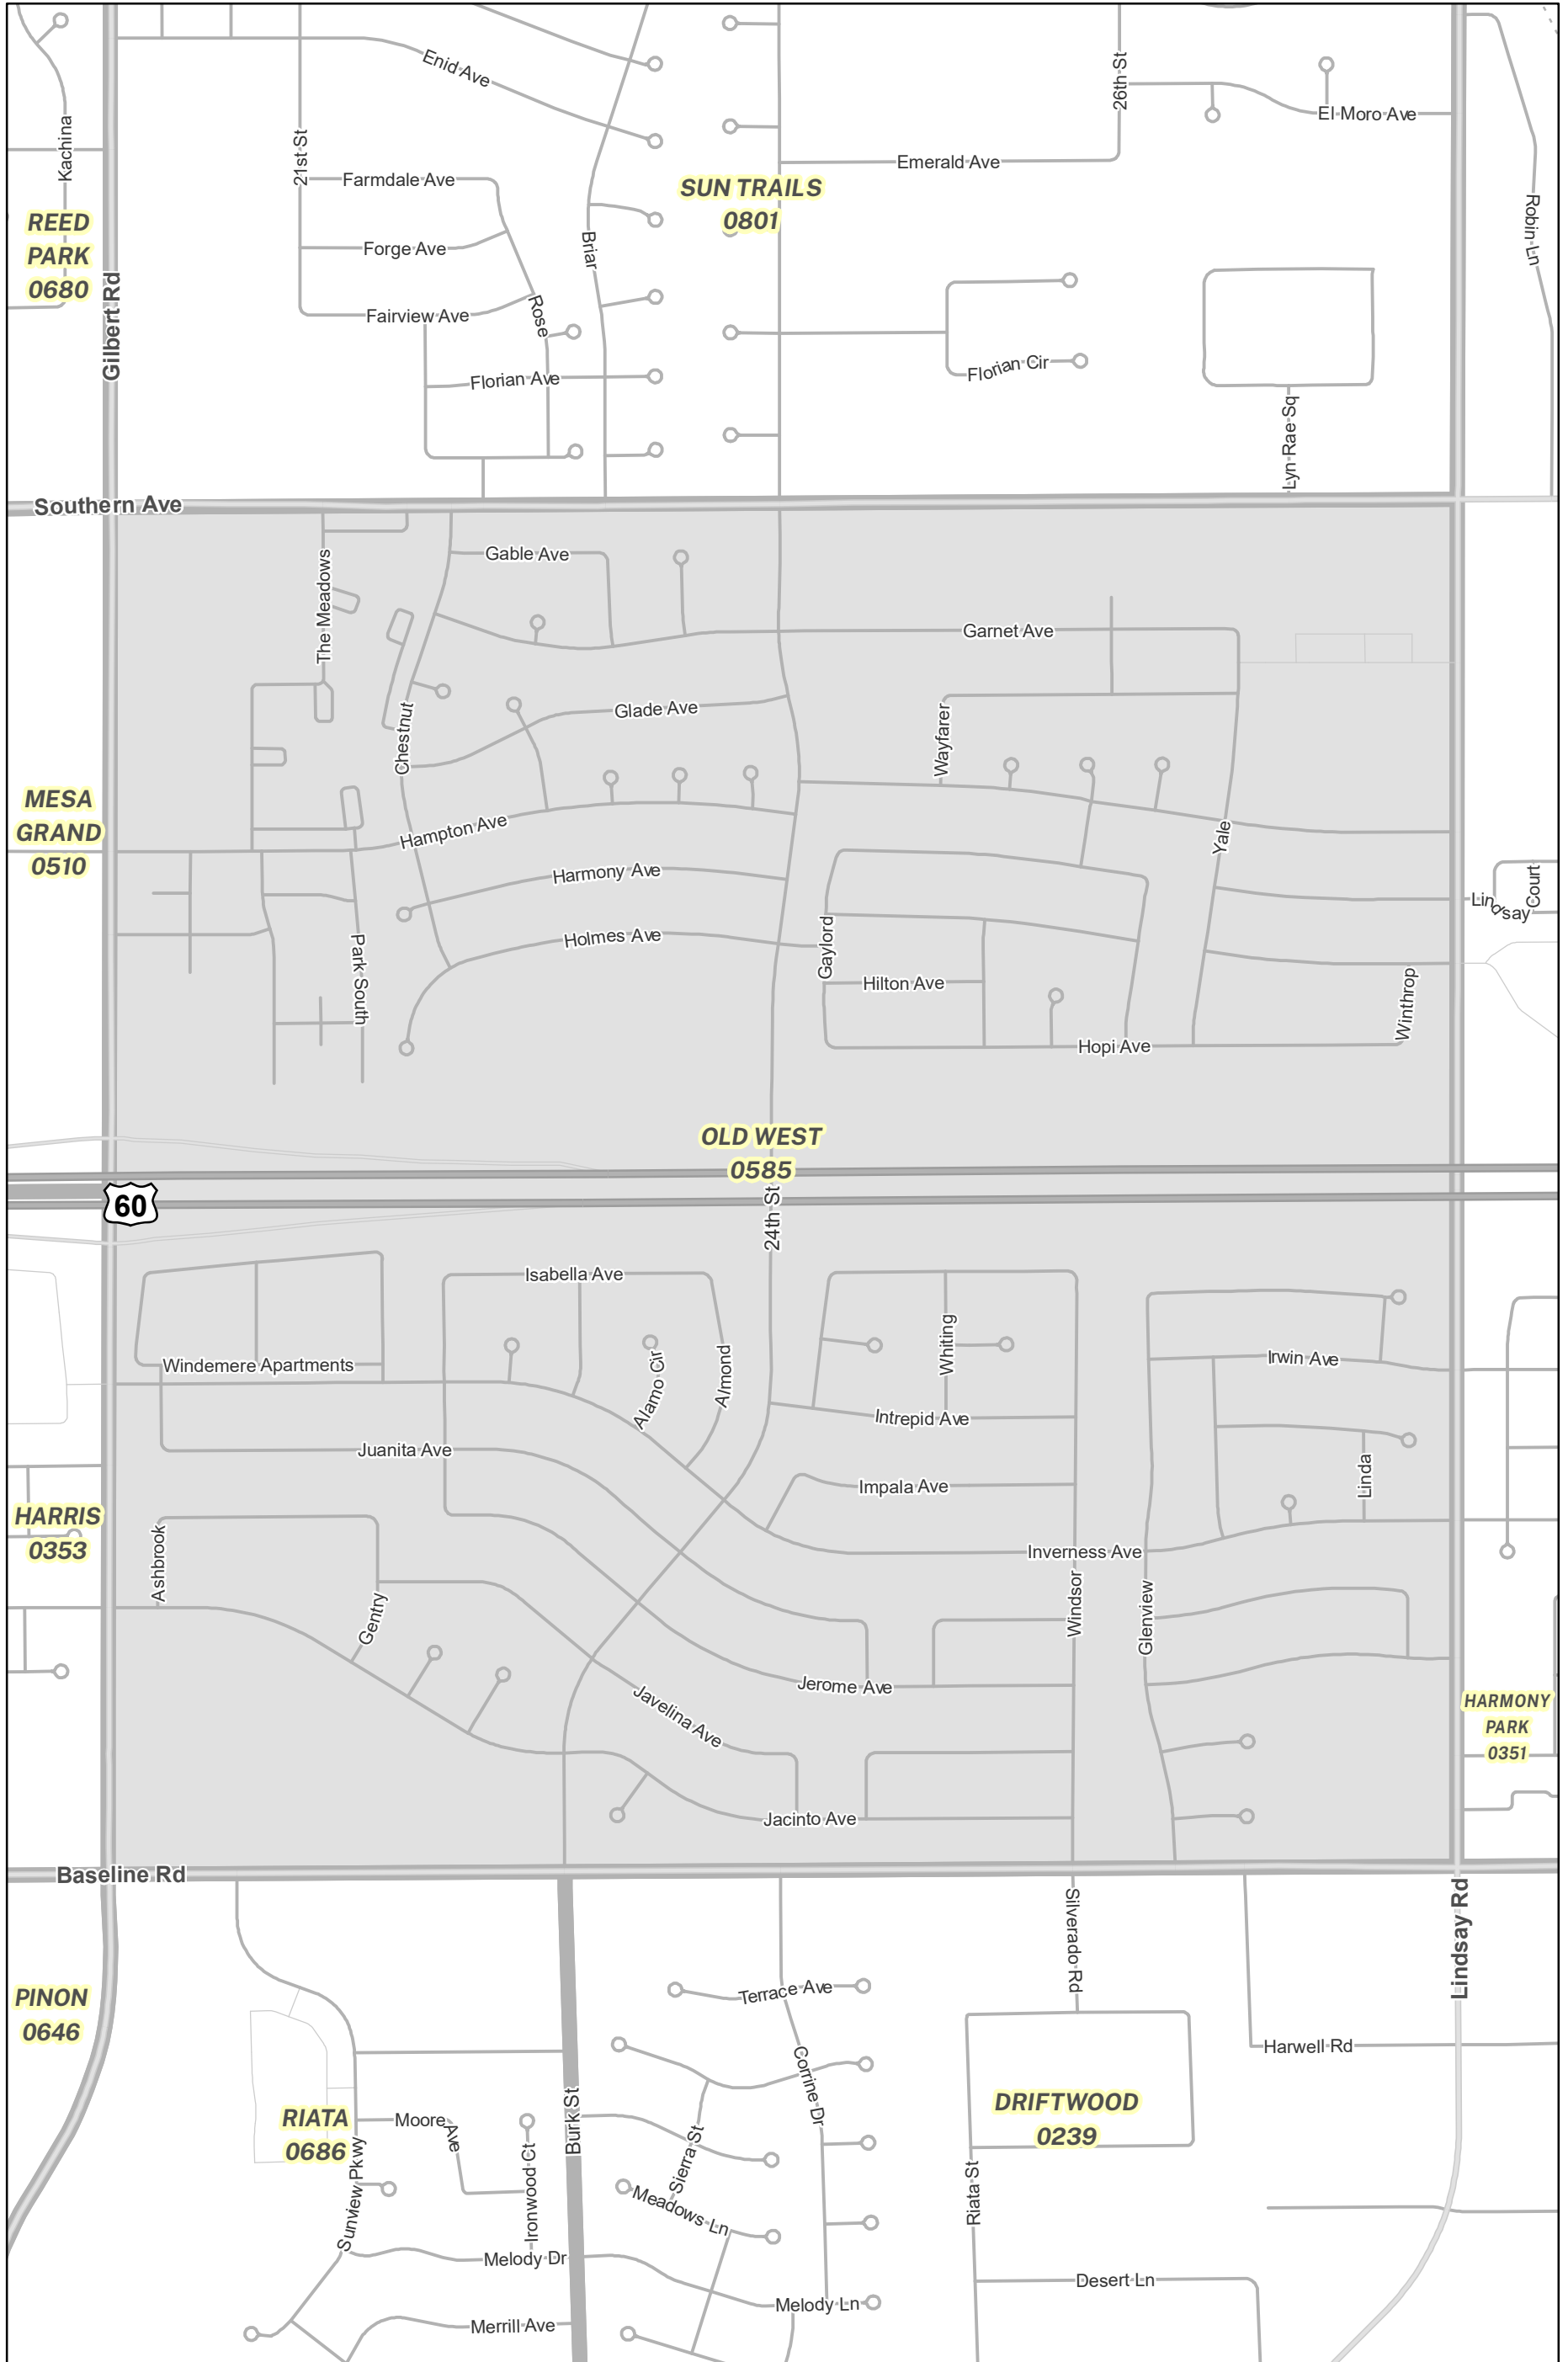 Enid Ave
26th St
El Moro Ave
Kachina
21st St
Farmdale Ave
Emerald Ave
SUN TRAILS
0801
REED
PARK
0680
Robin Ln
Forge Ave
Briar
Gilbert Rd
Fairview Ave
Rose
Florian Ave
Florian Cir
Lyn Rae Sq
Southern Ave
Gable Ave
The Meadows
Garnet Ave
Glade Ave
Chestnut
Wayfarer
MESA
GRAND
0510
Hampton Ave
Yale
Harmony Ave
Lindsay
Court
Holmes Ave
Gaylord
Park South
Hilton Ave
Winthrop
Hopi Ave
OLD WEST
0585
60
24th St
Isabella Ave
Whiting
Windemere Apartments
Alamo Cir
Almond
Irwin Ave
Intrepid Ave
Juanita Ave
Impala Ave
Linda
HARRIS
0353
Ashbrook
Inverness Ave
Gentry
Windsor
Glenview
Jerome Ave
Javelina Ave
HARMONY
PARK
0351
Jacinto Ave
Baseline Rd
Silverado Rd
Lindsay Rd
PINON
0646
Terrace Ave
Corrine Dr
Harwell Rd
RIATA
0686
Moore Ave
Burk St
DRIFTWOOD
0239
Sierra St
Sunview Pkwy
Ironwood Ct
Meadows Ln
Riata St
Melody Dr
Desert Ln
Melody Ln
Merrill Ave